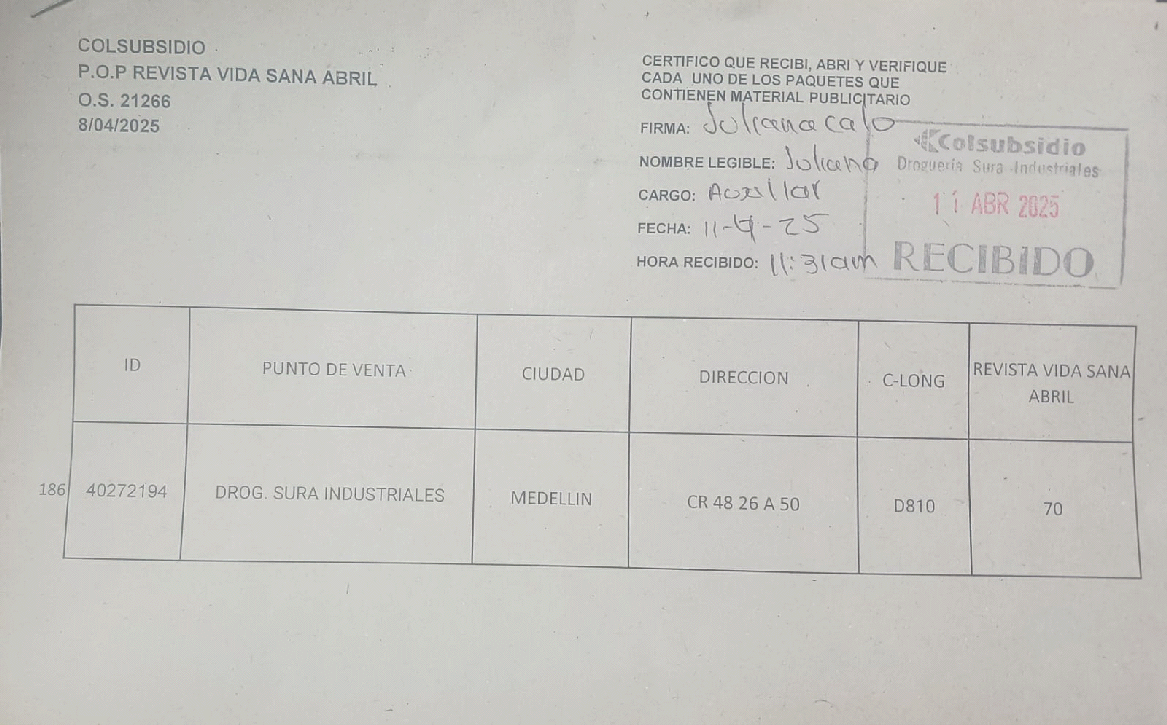 COLSUBSIDIO
P.O.P REVISTA VIDA SANA ABRIL
O.S. 21266
8/04/2025
CERTIFICO QUE RECIBI, ABRI Y VERIFIQUE
CADA UNO DE LOS PAQUETES QUE
CONTIENEN MATERIAL PUBLICITARIO
FIRMA: Juliana calo
NOMBRE LEGIBLE: Juliana
CARGO: Auxiliar
FECHA: 11-4-25
HORA RECIBIDO: 11:31am
Colsubsidio
Droguería Sura Industriales
11 ABR 2025
RECIBIDO
ID PUNTO DE VENTA CIUDAD DIRECCION C-LONG REVISTA VIDA SANA
ABRIL
186 40272194 DROG. SURA INDUSTRIALES MEDELLIN CR 48 26 A 50 D810 70